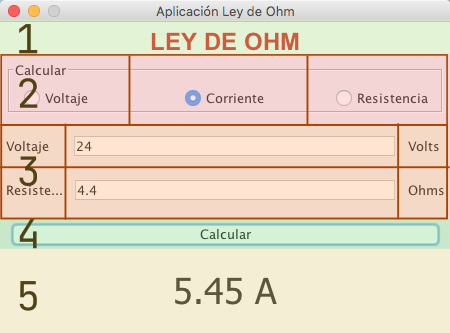 Aplicación Ley de Ohm
1 LEY DE OHM
Calcular
2 Voltaje Corriente Resistencia
Voltaje 24 Volts
3
Resiste... 4.4 Ohms
4 Calcular
5 5.45 A